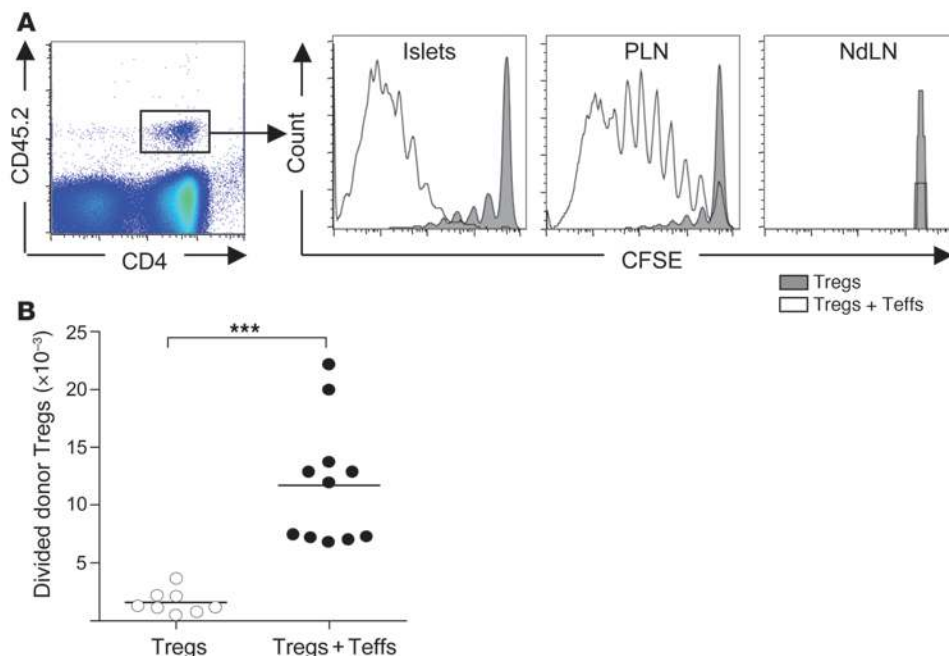 A
CD45.2
CD4
Count
Islets
PLN
NdLN
CFSE
Tregs
Tregs + Teffs
B
Divided donor Tregs (×10⁻³)
25
20
15
10
5
***
Tregs
Tregs + Teffs